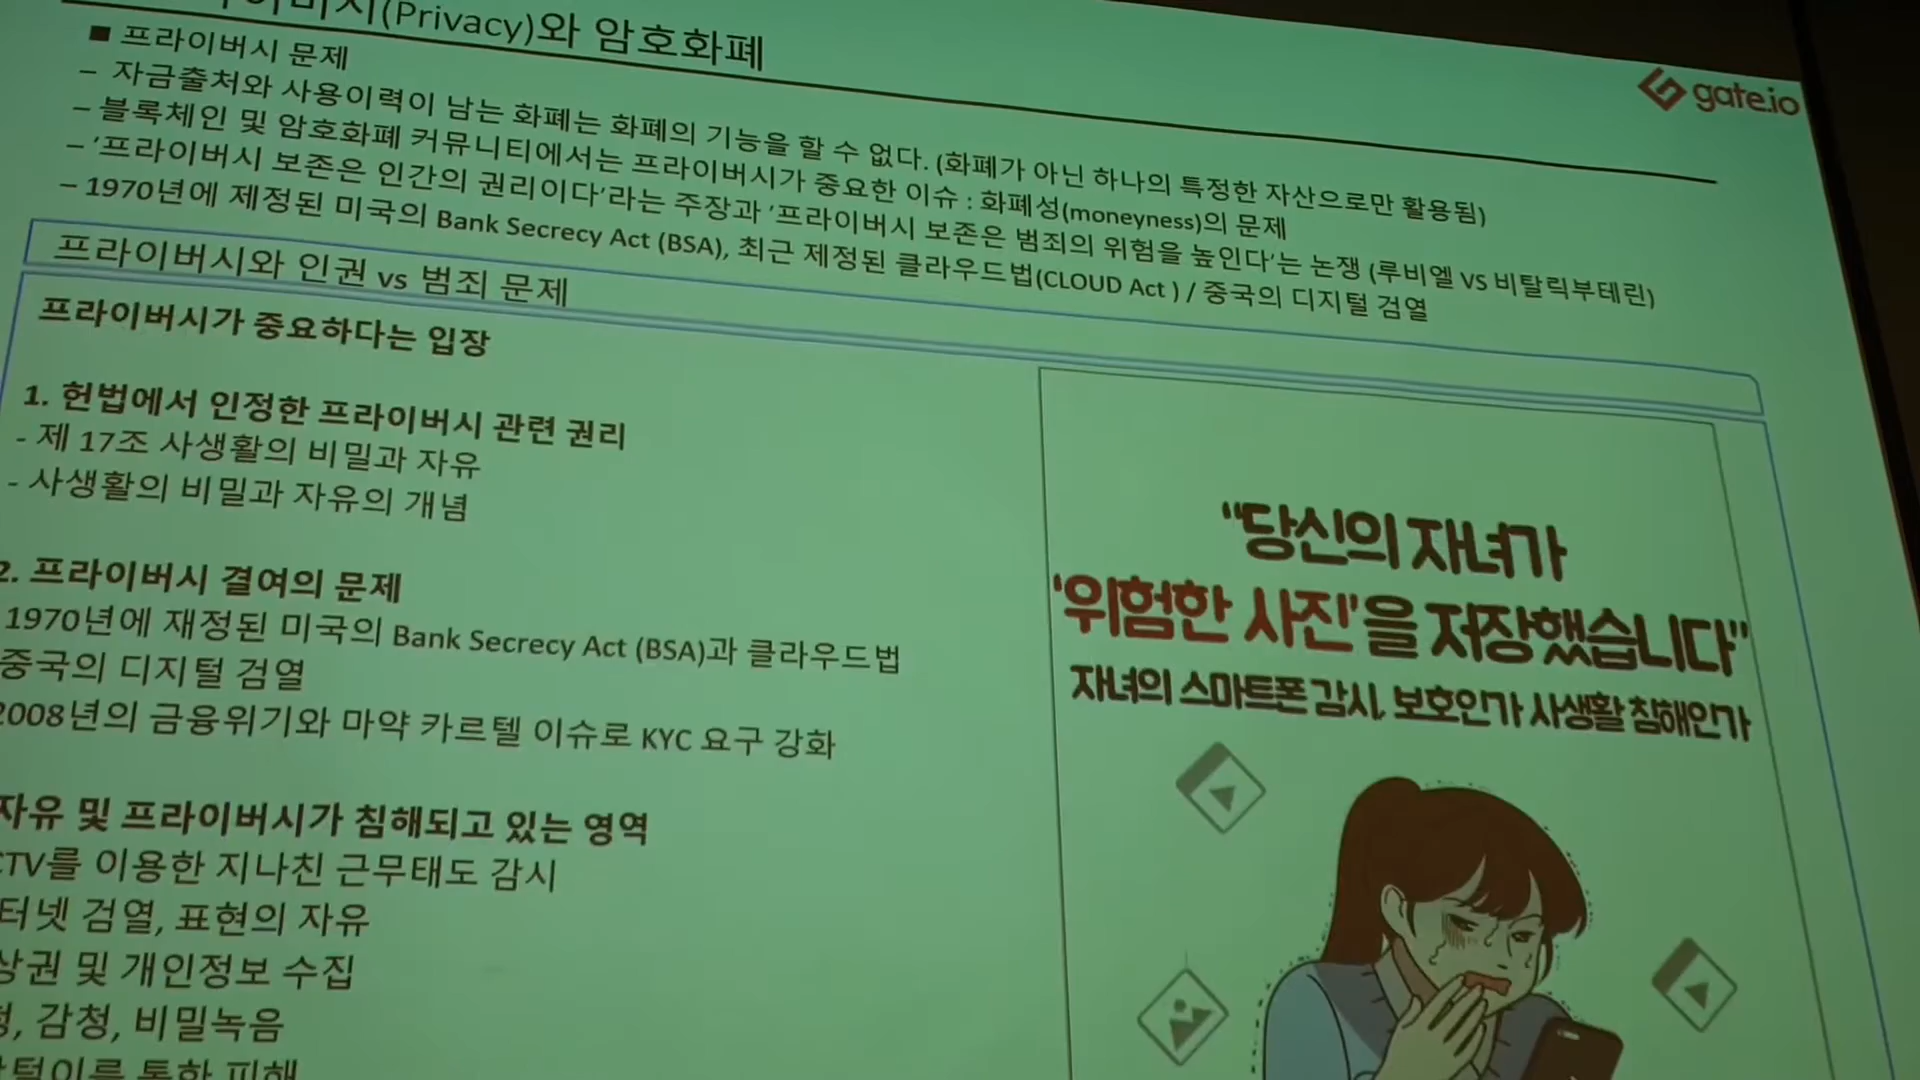 (Privacy)와 암호화폐
gate.io
■ 프라이버시 문제
– 자금출처와 사용이력이 남는 화폐는 화폐의 기능을 할 수 없다. (화폐가 아닌 하나의 특정한 자산으로만 활용됨)
– 블록체인 및 암호화폐 커뮤니티에서는 프라이버시가 중요한 이슈 : 화폐성(moneyness)의 문제
– ‘프라이버시 보존은 인간의 권리이다’라는 주장과 ‘프라이버시 보존은 범죄의 위험을 높인다’는 논쟁 (루비엘 vs 비탈릭부테린)
– 1970년에 제정된 미국의 Bank Secrecy Act (BSA), 최근 제정된 클라우드법(CLOUD Act ) / 중국의 디지털 검열
프라이버시와 인권 vs 범죄 문제
프라이버시가 중요하다는 입장
1. 헌법에서 인정한 프라이버시 관련 권리
- 제 17조 사생활의 비밀과 자유
- 사생활의 비밀과 자유의 개념
2. 프라이버시 결여의 문제
1970년에 재정된 미국의 Bank Secrecy Act (BSA)과 클라우드법
중국의 디지털 검열
2008년의 금융위기와 마약 카르텔 이슈로 KYC 요구 강화
자유 및 프라이버시가 침해되고 있는 영역
CTV를 이용한 지나친 근무태도 감시
터넷 검열, 표현의 자유
상권 및 개인정보 수집
청, 감청, 비밀녹음
털이를 통한 피해
“당신의 자녀가
‘위험한 사진’을 저장했습니다”
자녀의 스마트폰 감시, 보호인가 사생활 침해인가